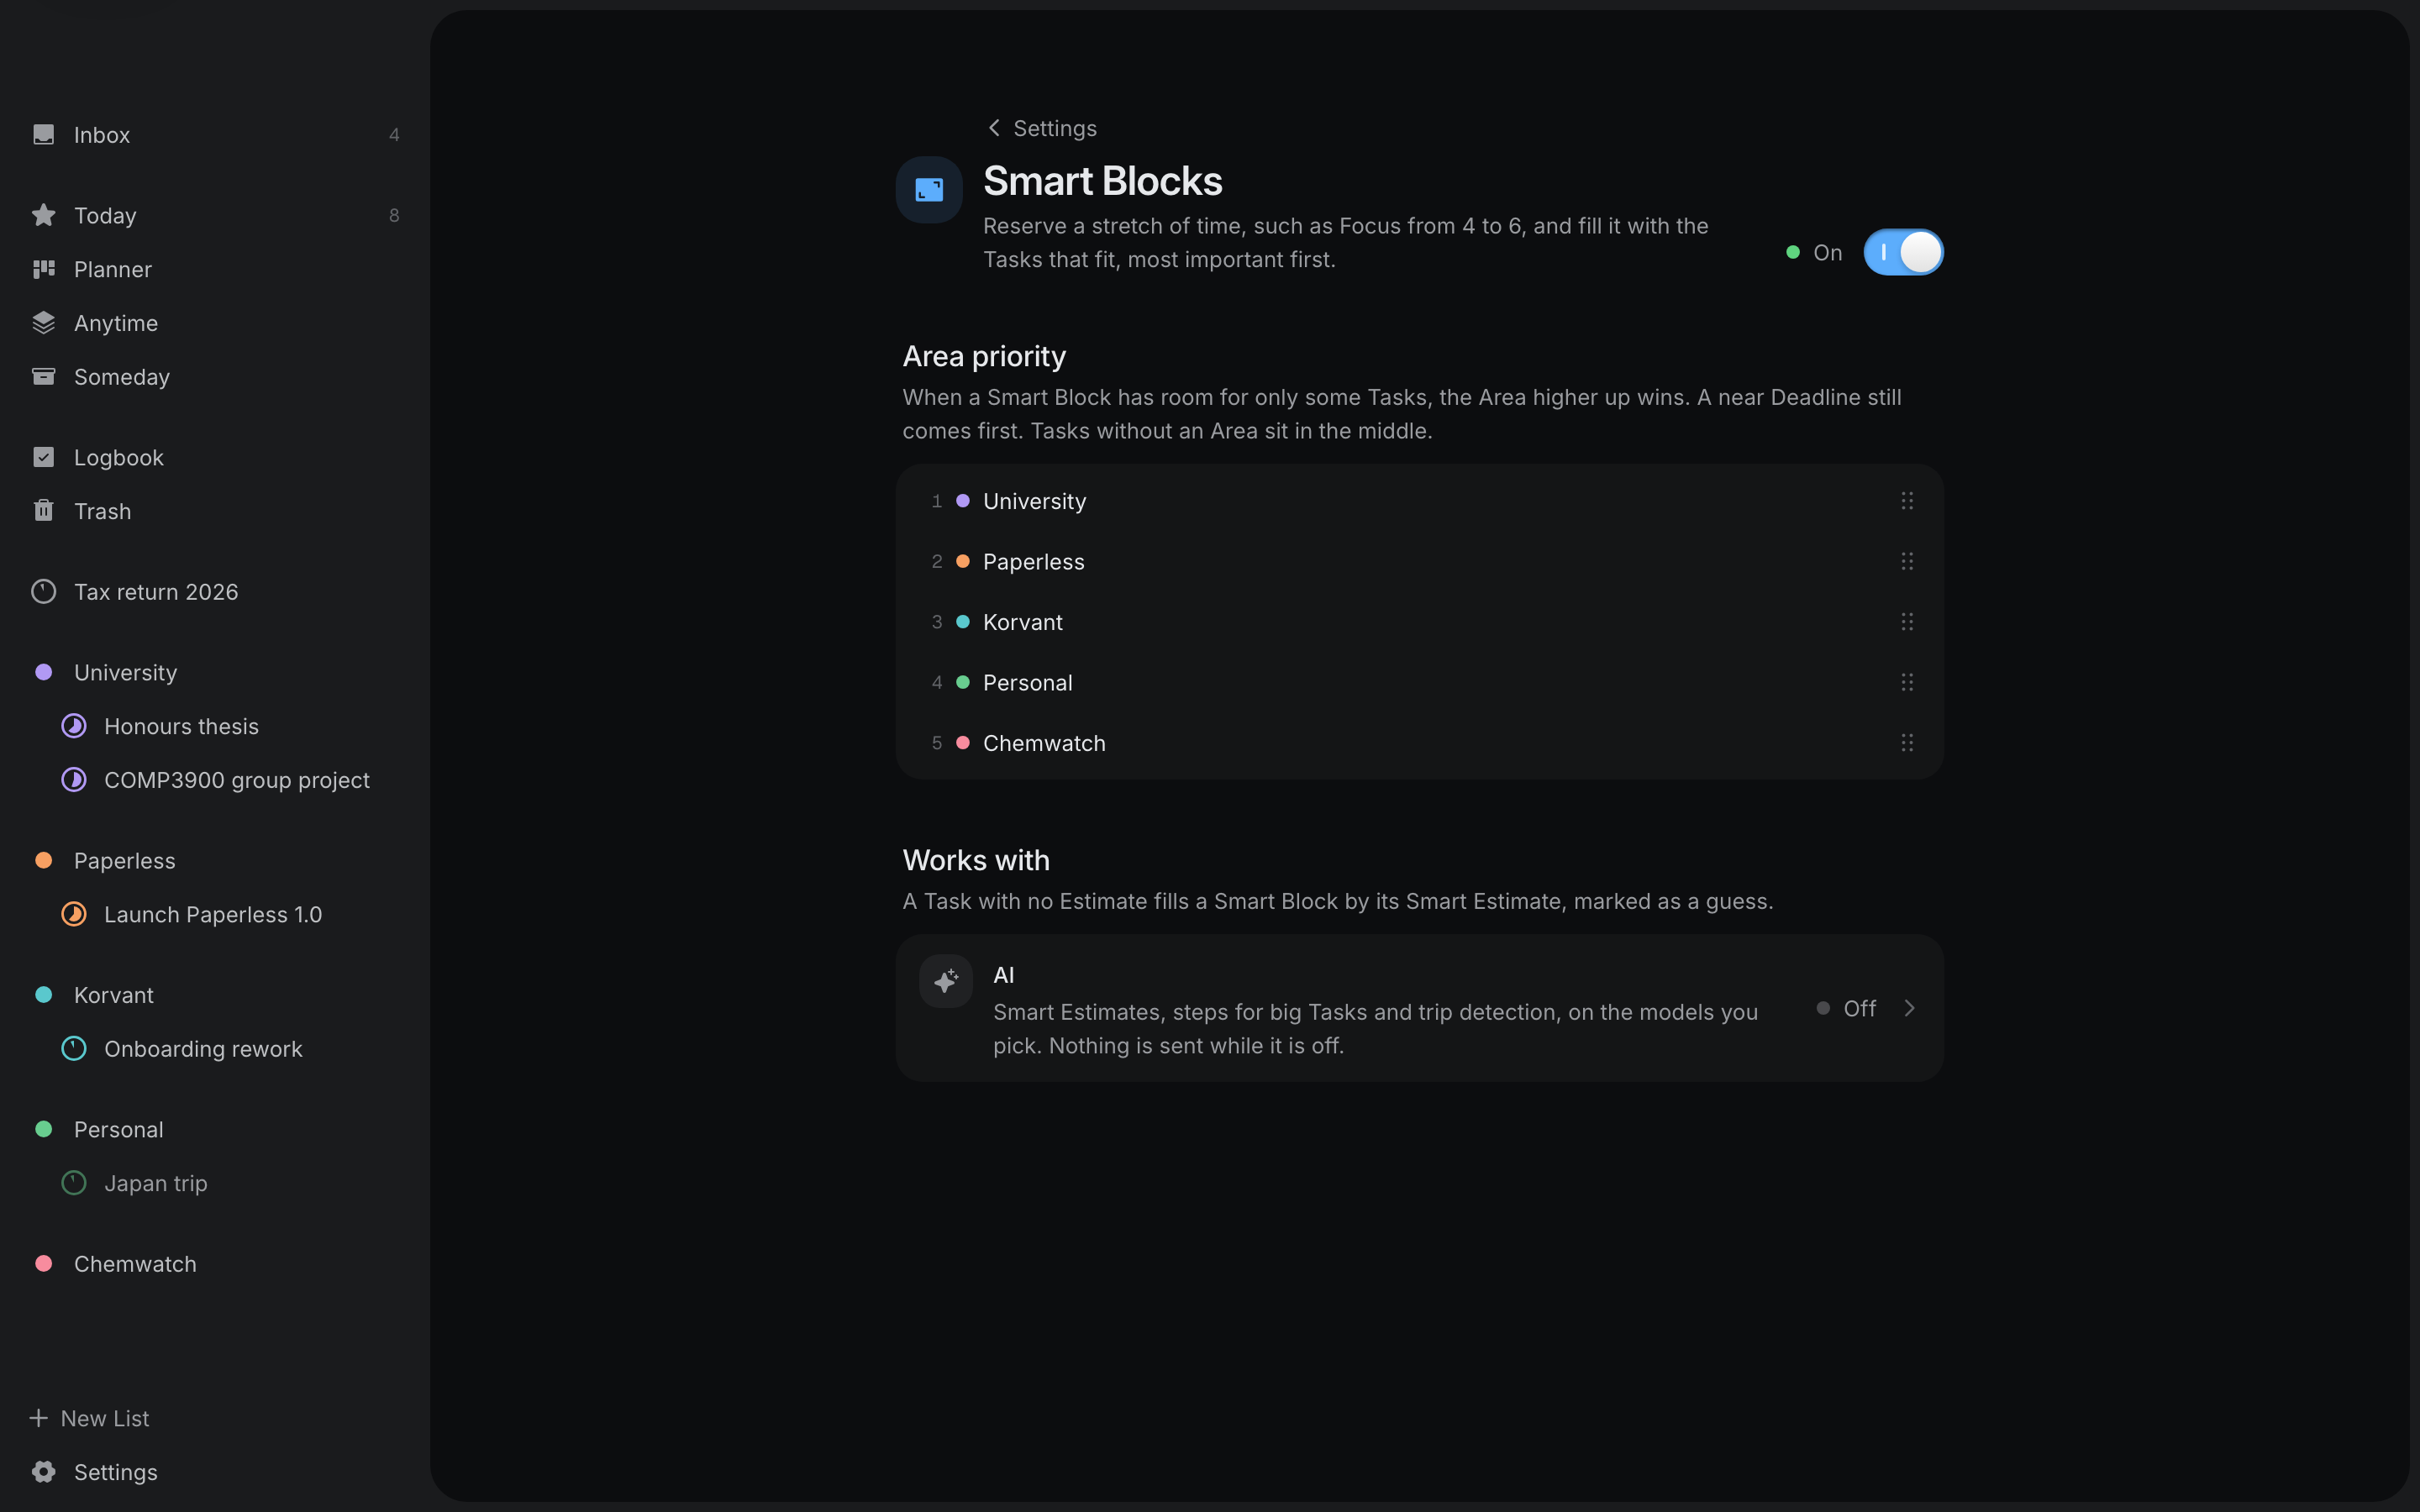 Inbox 4
Today 8
Planner
Anytime
Someday
Logbook
Trash
Tax return 2026
University
Honours thesis
COMP3900 group project
Paperless
Launch Paperless 1.0
Korvant
Onboarding rework
Personal
Japan trip
Chemwatch
New List
Settings
Settings
Smart Blocks
Reserve a stretch of time, such as Focus from 4 to 6, and fill it with the
Tasks that fit, most important first.
On
Area priority
When a Smart Block has room for only some Tasks, the Area higher up wins. A near Deadline still
comes first. Tasks without an Area sit in the middle.
1 University
2 Paperless
3 Korvant
4 Personal
5 Chemwatch
Works with
A Task with no Estimate fills a Smart Block by its Smart Estimate, marked as a guess.
AI
Smart Estimates, steps for big Tasks and trip detection, on the models you
pick. Nothing is sent while it is off.
Off